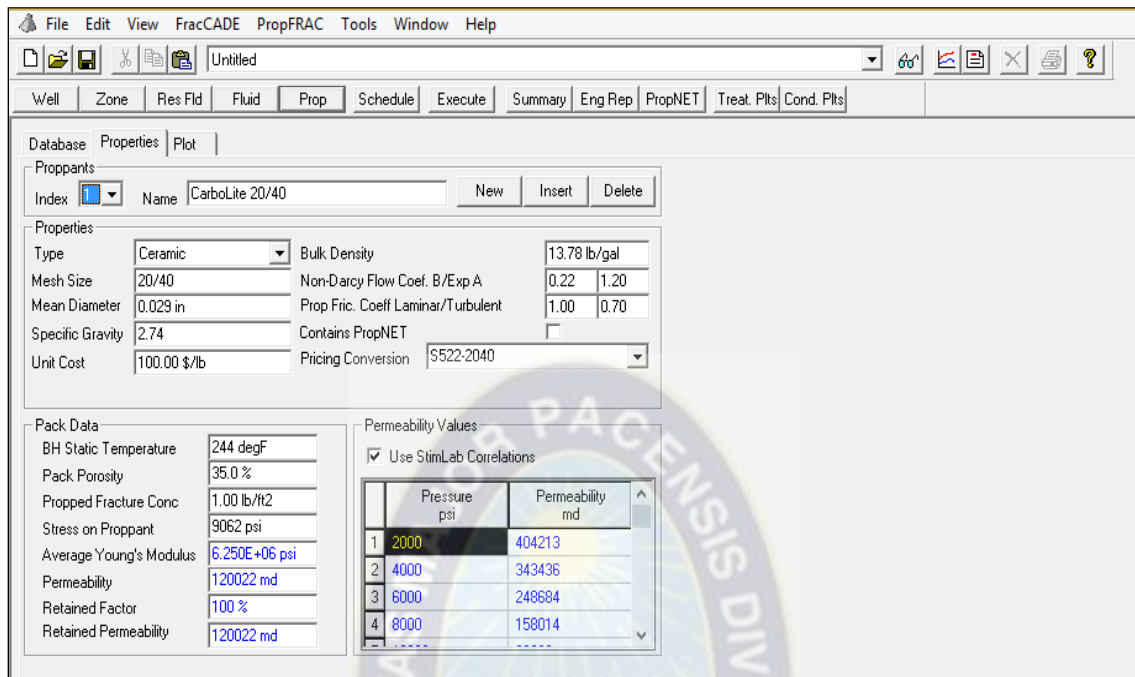 File Edit View FracCADE PropFRAC Tools Window Help
Untitled
Well Zone Res Fld Fluid Prop Schedule Execute Summary Eng Rep PropNET Treat. Plts Cond. Plts
Database Properties Plot
Proppants
Index 1 Name CarboLite 20/40 New Insert Delete
Properties
Type Ceramic Bulk Density 13.78 lb/gal
Mesh Size 20/40 Non-Darcy Flow Coef. B/Exp A 0.22 1.20
Mean Diameter 0.029 in Prop Fric. Coeff Laminar/Turbulent 1.00 0.70
Specific Gravity 2.74 Contains PropNET
Unit Cost 100.00 $/lb Pricing Conversion S522-2040
Pack Data
BH Static Temperature 244 degF
Pack Porosity 35.0 %
Propped Fracture Conc 1.00 lb/ft2
Stress on Proppant 9062 psi
Average Young's Modulus 6.250E+06 psi
Permeability 120022 md
Retained Factor 100 %
Retained Permeability 120022 md
Permeability Values
Use StimLab Correlations
Pressure psi Permeability md
1 2000 404213
2 4000 343436
3 6000 248684
4 8000 158014
PACENSIS DIV